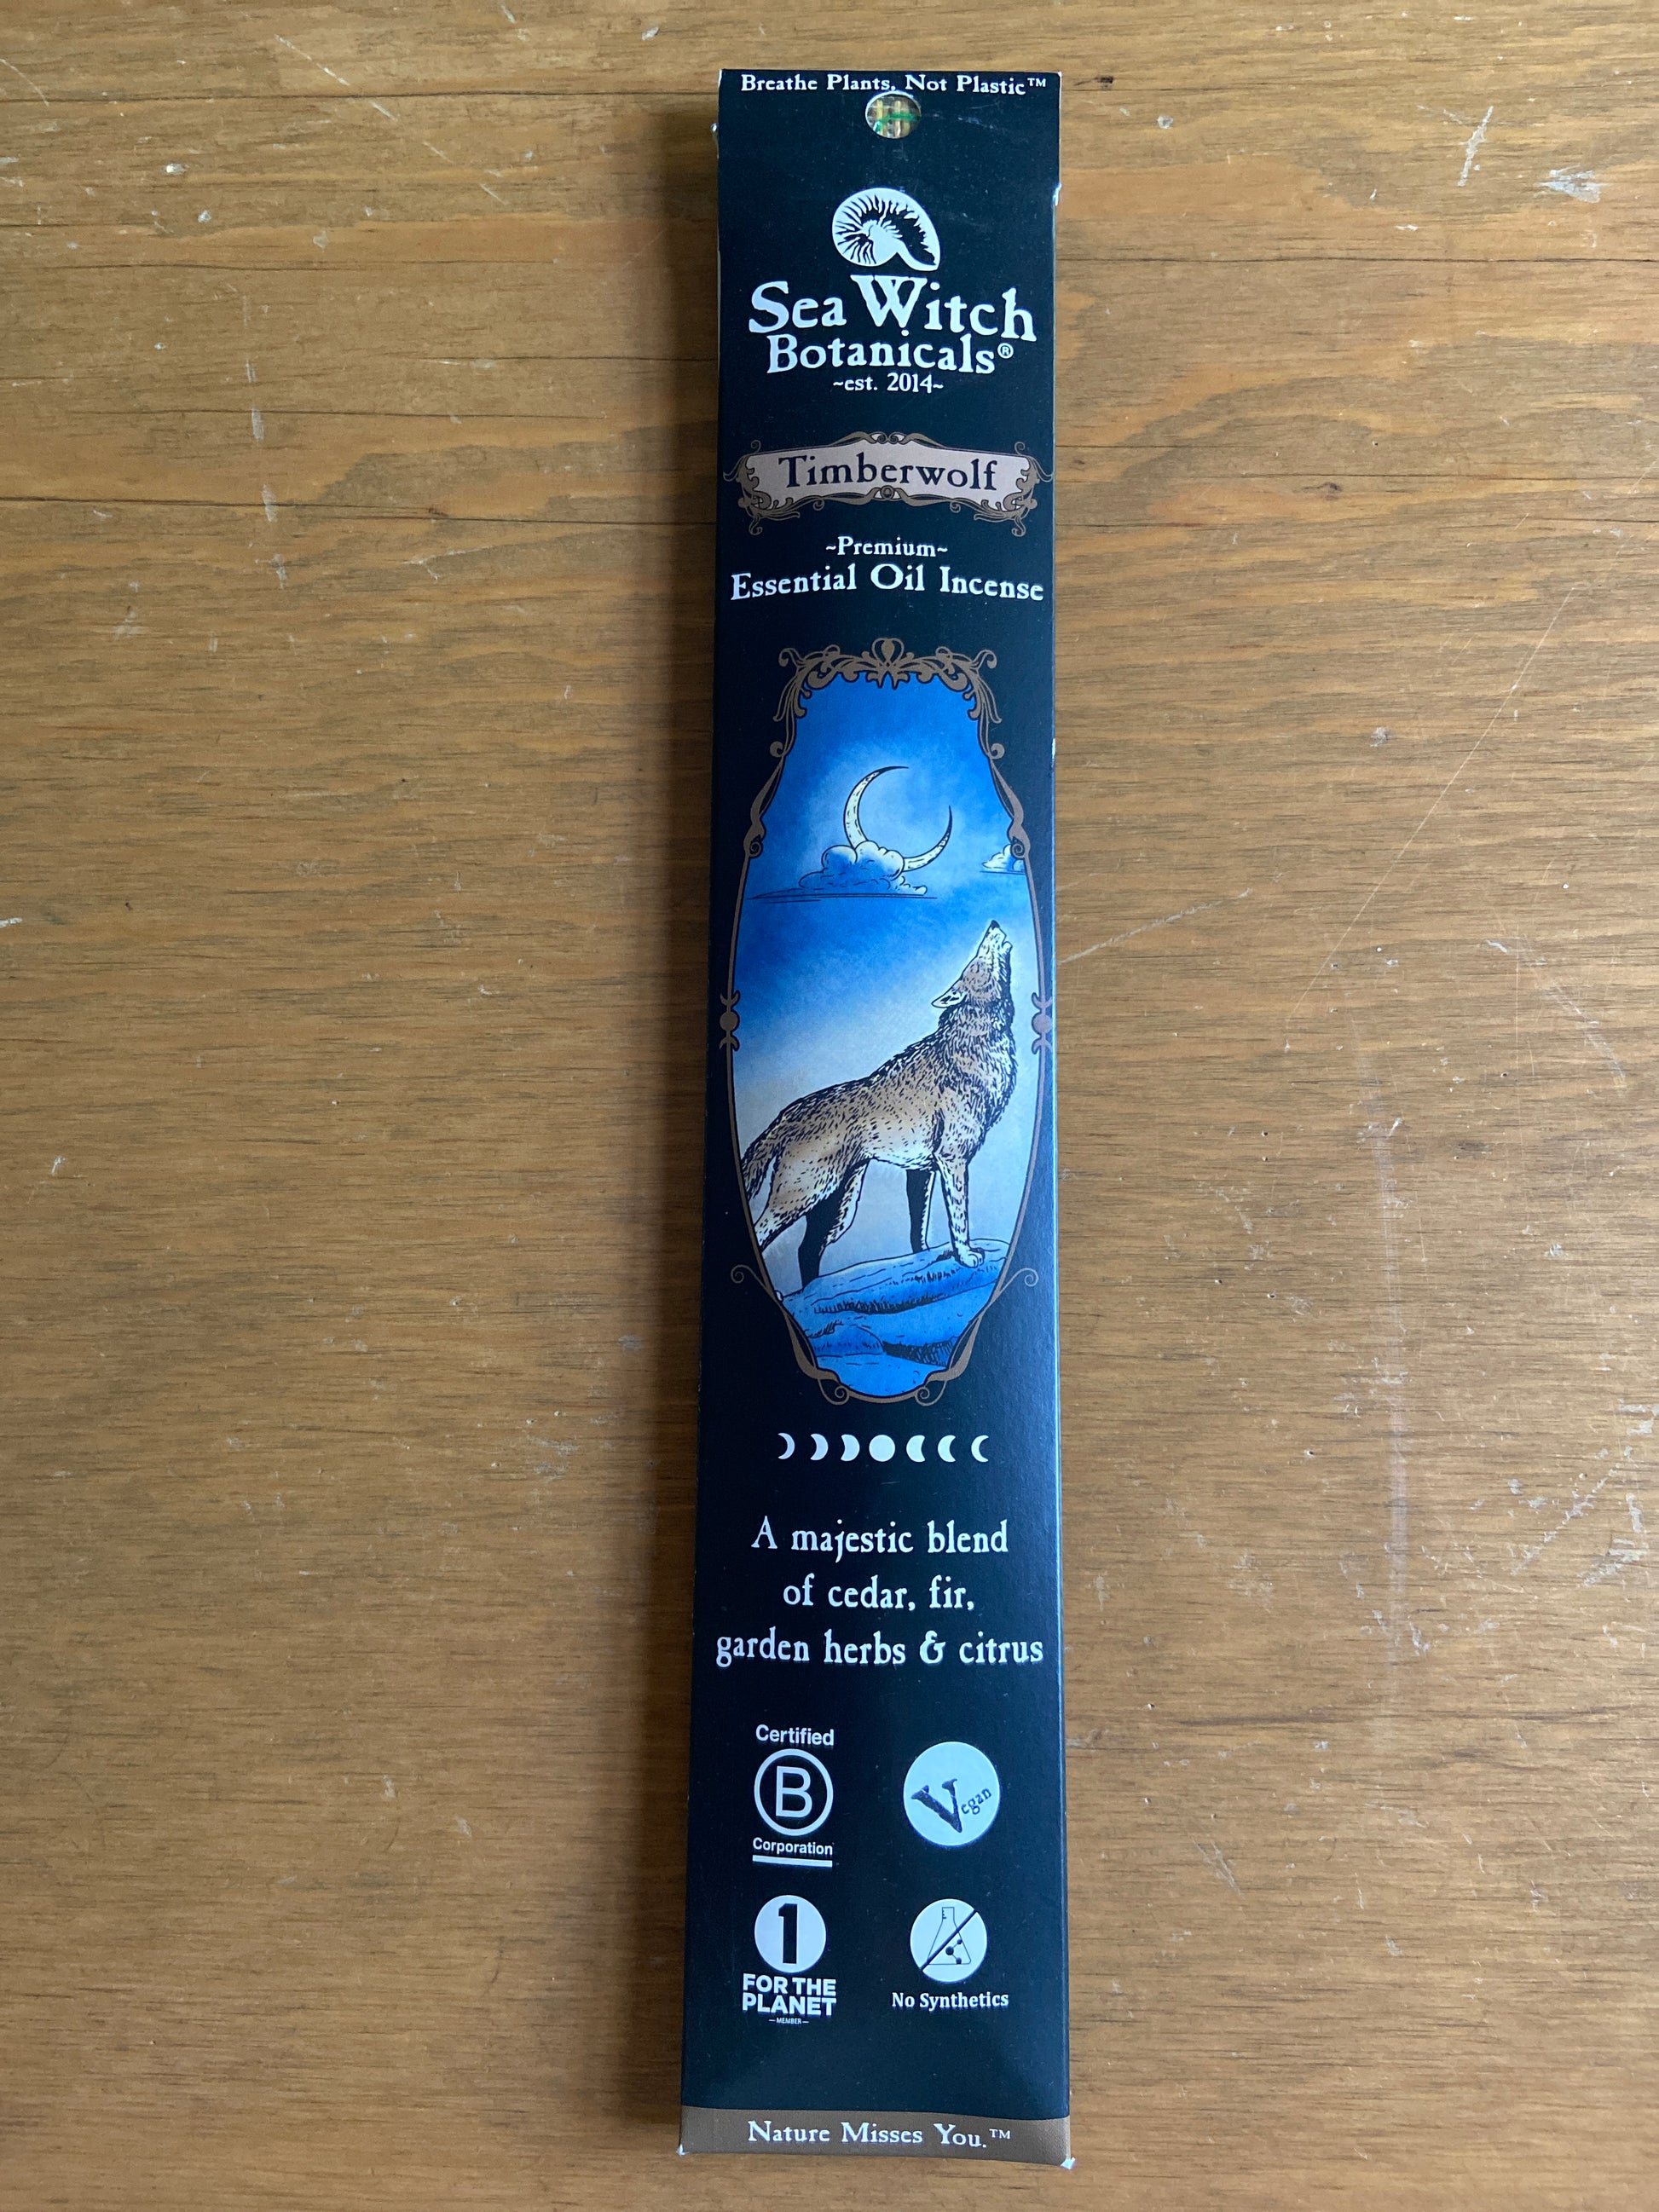 Breathe Plants, Not Plastic™
Sea Witch
Botanicals®
~est. 2014~
Timberwolf
~Premium~
Essential Oil Incense
A majestic blend
of cedar, fir,
garden herbs & citrus
Certified
B
Corporation
Vegan
1
FOR THE
PLANET
—MEMBER—
No Synthetics
Nature Misses You.™